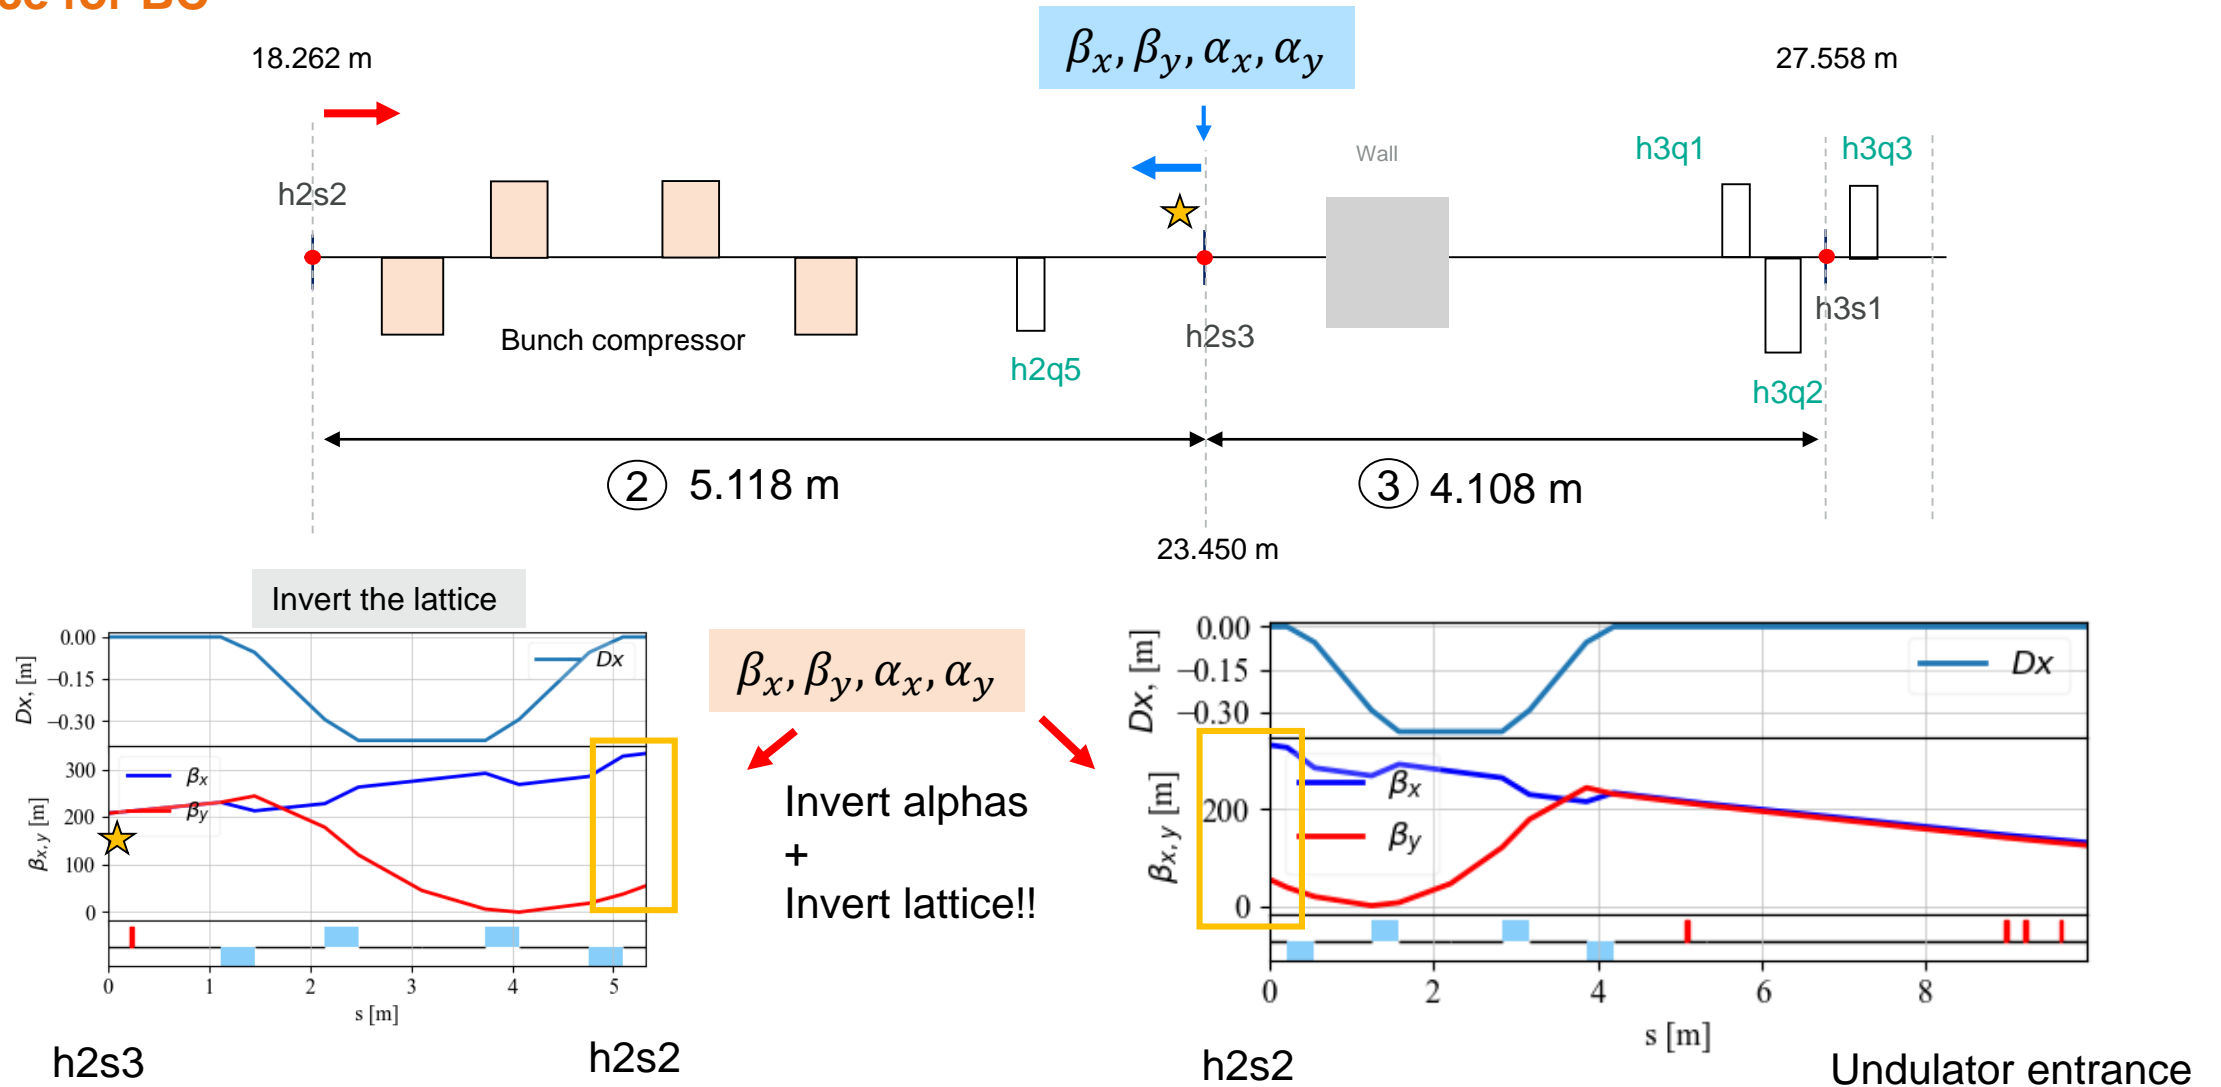 18.262 m
βx, βy, αx, αy
27.558 m
Wall
h3q1
h3q3
h2s2
h3s1
Bunch compressor
h2s3
h2q5
h3q2
② 5.118 m
③ 4.108 m
23.450 m
Invert the lattice
0.00
−0.15
−0.30
Dx, [m]
Dx
300
200
100
0
βx,y [m]
βx
βy
0 1 2 3 4 5
s [m]
h2s3
h2s2
βx, βy, αx, αy
Invert alphas
+
Invert lattice!!
0.00
−0.15
−0.30
Dx, [m]
Dx
200
0
βx,y [m]
βx
βy
0 2 4 6 8
s [m]
h2s2
Undulator entrance